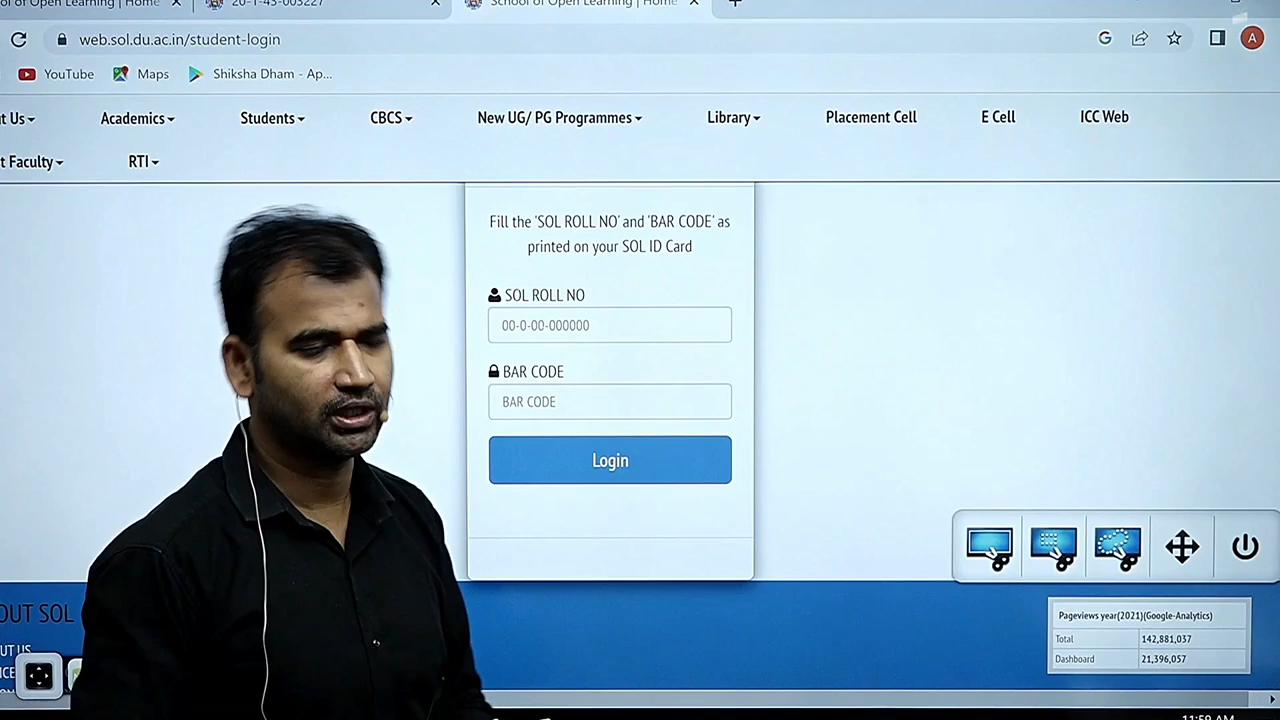 School of Open Learning | Home
20-1-43-003227
School of Open Learning | Home
web.sol.du.ac.in/student-login
A
YouTube
Maps
Shiksha Dham - Ap...
Academics
Students
CBCS
New UG/ PG Programmes
Library
Placement Cell
E Cell
ICC Web
RTI
Fill the 'SOL ROLL NO' and 'BAR CODE' as
printed on your SOL ID Card
SOL ROLL NO
00-0-00-000000
BAR CODE
BAR CODE
Login
OUT SOL
UT US
Pageviews year(2021)(Google-Analytics)
Total 142,881,037
Dashboard 21,396,057
11:59 AM